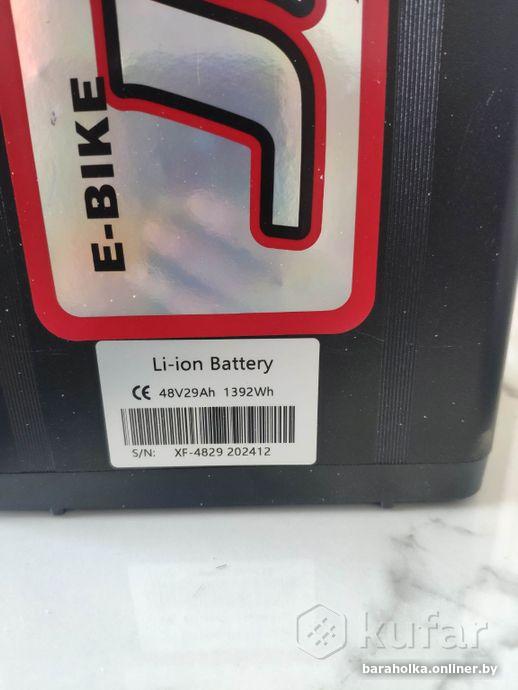 E-BIKE
Li-ion Battery
CE 48V29Ah 1392Wh
S/N: XF-4829 202412
kufar
baraholka.onliner.by